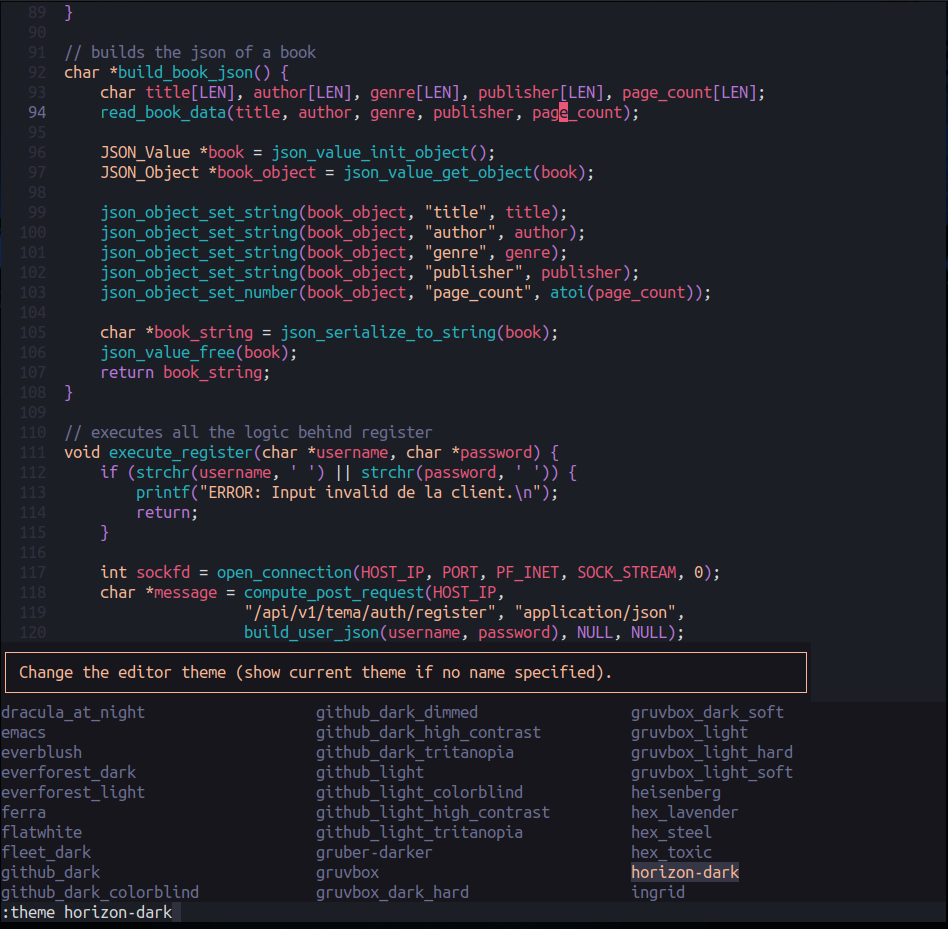 89 }
90
91 // builds the json of a book
92 char *build_book_json() {
93 char title[LEN], author[LEN], genre[LEN], publisher[LEN], page_count[LEN];
94 read_book_data(title, author, genre, publisher, page_count);
95
96 JSON_Value *book = json_value_init_object();
97 JSON_Object *book_object = json_value_get_object(book);
98
99 json_object_set_string(book_object, "title", title);
100 json_object_set_string(book_object, "author", author);
101 json_object_set_string(book_object, "genre", genre);
102 json_object_set_string(book_object, "publisher", publisher);
103 json_object_set_number(book_object, "page_count", atoi(page_count));
104
105 char *book_string = json_serialize_to_string(book);
106 json_value_free(book);
107 return book_string;
108 }
109
110 // executes all the logic behind register
111 void execute_register(char *username, char *password) {
112 if (strchr(username, ' ') || strchr(password, ' ')) {
113 printf("ERROR: Input invalid de la client.\n");
114 return;
115 }
116
117 int sockfd = open_connection(HOST_IP, PORT, PF_INET, SOCK_STREAM, 0);
118 char *message = compute_post_request(HOST_IP,
119 "/api/v1/tema/auth/register", "application/json",
120 build_user_json(username, password), NULL, NULL);
Change the editor theme (show current theme if no name specified).
dracula_at_night github_dark_dimmed gruvbox_dark_soft
emacs github_dark_high_contrast gruvbox_light
everblush github_dark_tritanopia gruvbox_light_hard
everforest_dark github_light gruvbox_light_soft
everforest_light github_light_colorblind heisenberg
ferra github_light_high_contrast hex_lavender
flatwhite github_light_tritanopia hex_steel
fleet_dark gruber-darker hex_toxic
github_dark gruvbox horizon-dark
github_dark_colorblind gruvbox_dark_hard ingrid
:theme horizon-dark